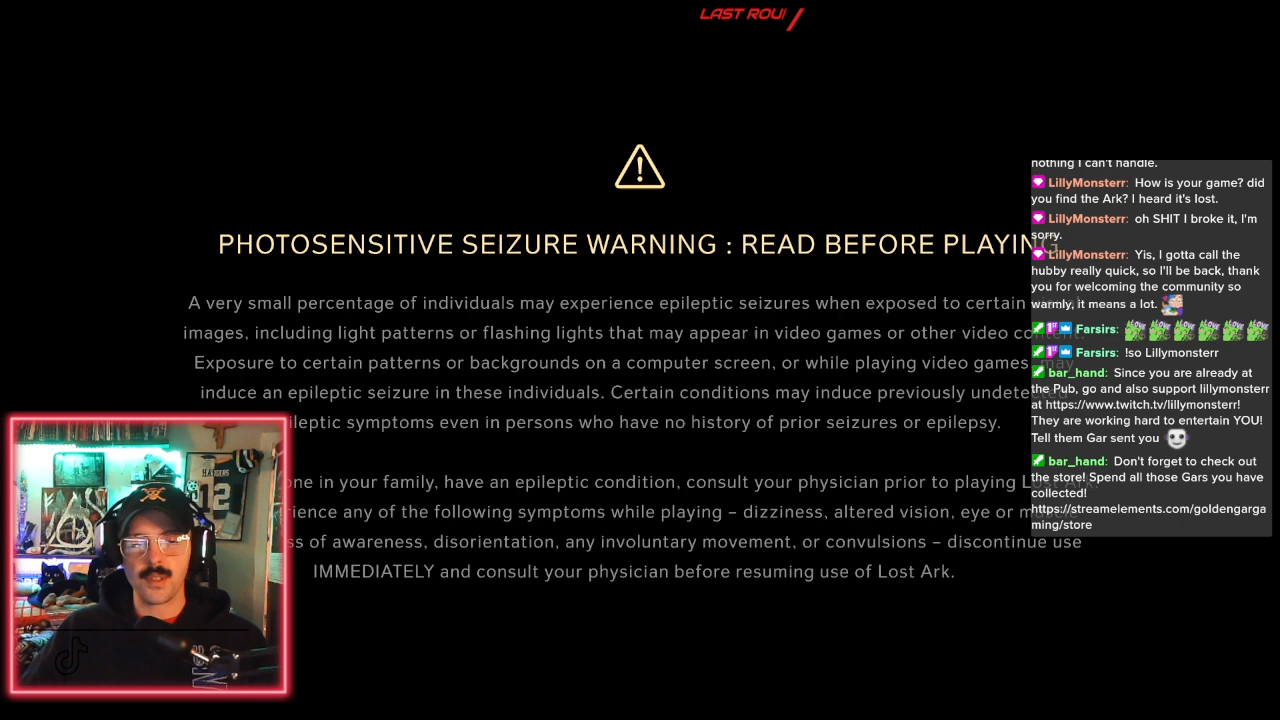 LAST ROU
PHOTOSENSITIVE SEIZURE WARNING : READ BEFORE PLAYING
A very small percentage of individuals may experience epileptic seizures when exposed to certain
images, including light patterns or flashing lights that may appear in video games or other video
Exposure to certain patterns or backgrounds on a computer screen, or while playing video games, may
induce an epileptic seizure in these individuals. Certain conditions may induce previously undetected
symptoms even in persons who have no history of prior seizures or epilepsy.
in your family, have an epileptic condition, consult your physician prior to playing Lost Ark.
any of the following symptoms while playing – dizziness, altered vision, eye or muscle
of awareness, disorientation, any involuntary movement, or convulsions – discontinue use
IMMEDIATELY and consult your physician before resuming use of Lost Ark.
nothing I can't handle.
LillyMonsterr: How is your game? did
you find the Ark? I heard it's lost.
LillyMonsterr: oh SHIT I broke it, I'm
sorry.
LillyMonsterr: Yis, I gotta call the
hubby really quick, so I'll be back, thank
you for welcoming the community so
warmly, it means a lot.
Farsirs:
Farsirs: !so Lillymonsterr
bar_hand: Since you are already at
the Pub, go and also support lillymonsterr
at https://www.twitch.tv/lillymonsterr!
They are working hard to entertain YOU!
Tell them Gar sent you
bar_hand: Don't forget to check out
the store! Spend all those Gars you have
collected!
https://streamelements.com/goldengarga
ming/store
RODGERS
12